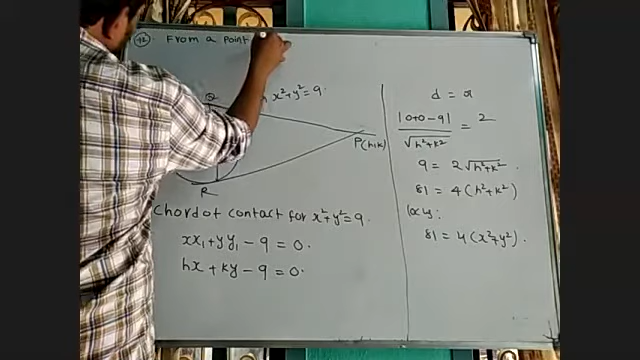 12. From a point
x²+y²=9.
Q
P(h,k)
R
Chord of contact for x²+y²=9.
xx₁+yy₁-9=0.
hx+ky-9=0.
d = r
|0+0-9| / √h²+k² = 2
9 = 2√h²+k².
81 = 4(h²+k²)
locus:
81 = 4(x²+y²).